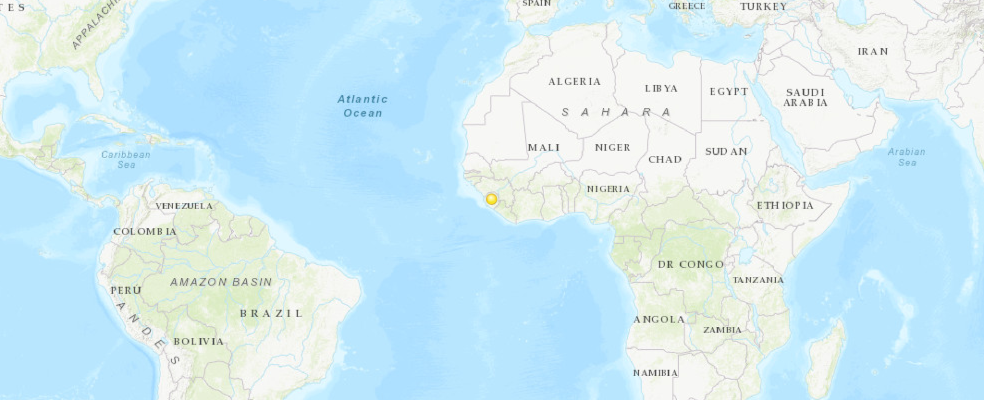 TES
APPALACHI
SPAIN
GREECE
TURKEY
IRAN
ALGERIA
LIBYA
EGYPT
SAUDI
ARABIA
Atlantic
Ocean
SAHARA
MALI
NIGER
CHAD
SUDAN
Caribbean
Sea
Arabian
Sea
NIGERIA
ETHIOPIA
VENEZUELA
COLOMBIA
DR CONGO
TANZANIA
AMAZON BASIN
PERU
BRAZIL
ANDES
ANGOLA
ZAMBIA
BOLIVIA
NAMIBIA